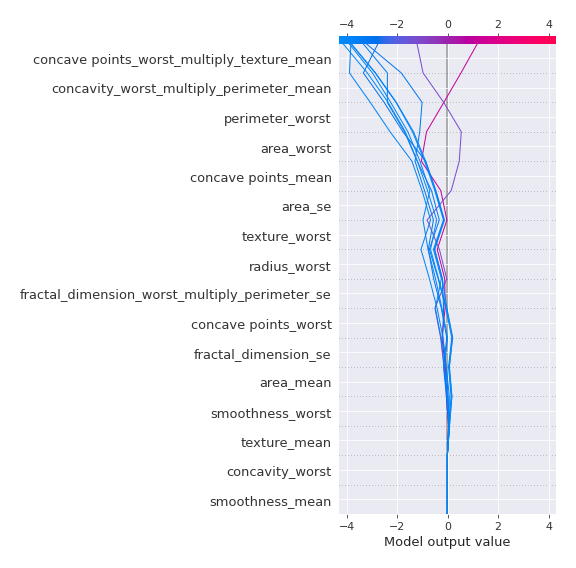 −4 −2 0 2 4
concave points_worst_multiply_texture_mean
concavity_worst_multiply_perimeter_mean
perimeter_worst
area_worst
concave points_mean
area_se
texture_worst
radius_worst
fractal_dimension_worst_multiply_perimeter_se
concave points_worst
fractal_dimension_se
area_mean
smoothness_worst
texture_mean
concavity_worst
smoothness_mean
−4 −2 0 2 4
Model output value